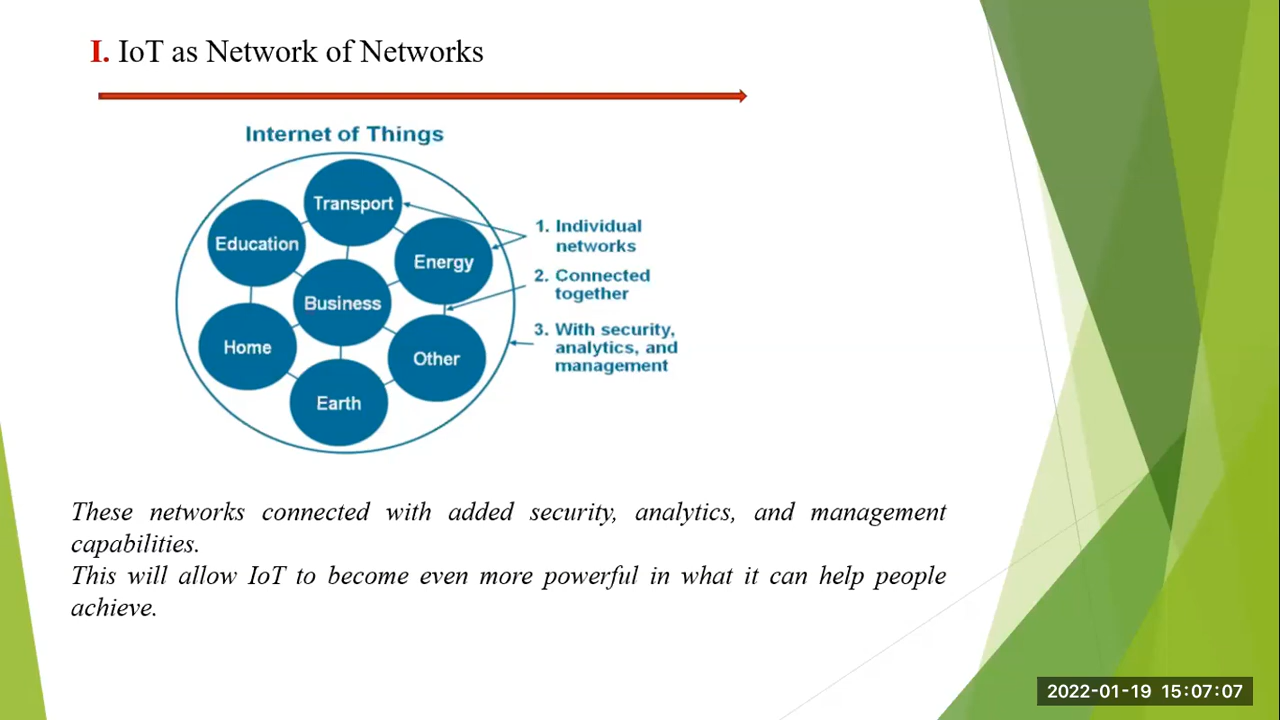 I. IoT as Network of Networks
Internet of Things
Transport
Education
Energy
Business
Home
Other
Earth
1. Individual
networks
2. Connected
together
3. With security,
analytics, and
management
These networks connected with added security, analytics, and management
capabilities.
This will allow IoT to become even more powerful in what it can help people
achieve.
2022-01-19 15:07:07